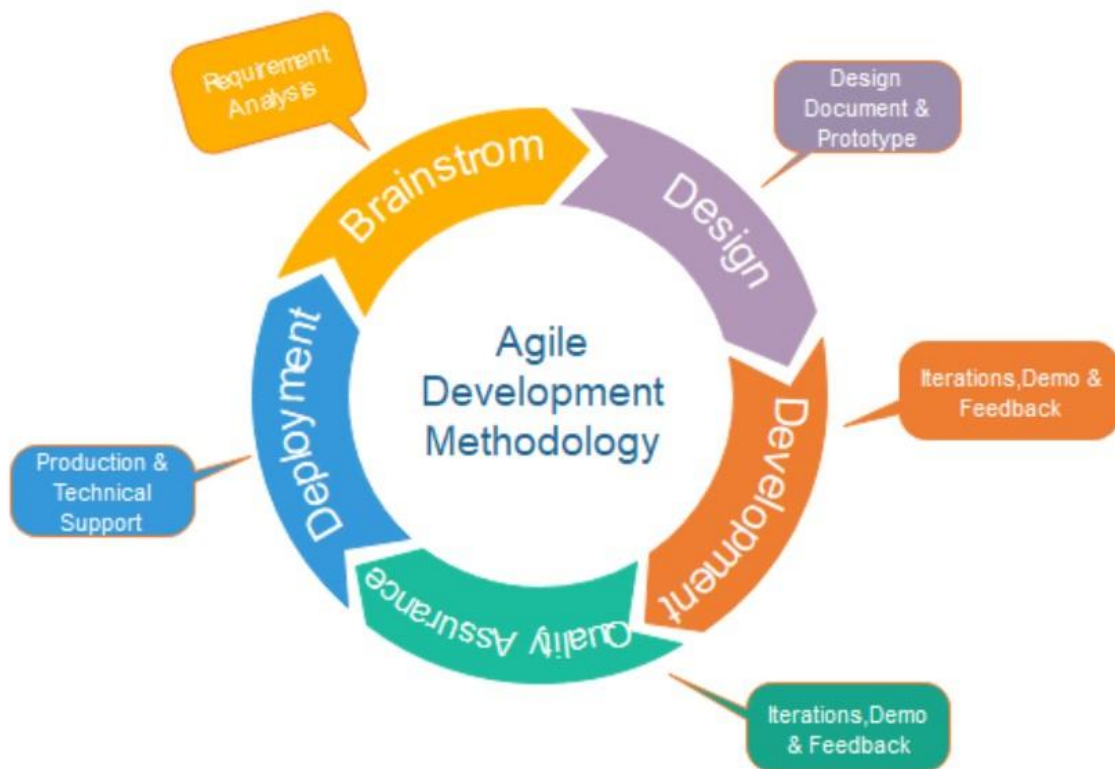 Requirement
Analysis
Brainstrom
Design
Document &
Prototype
Design
Iterations,Demo &
Feedback
Development
Iterations,Demo
& Feedback
Quality Assurance
Production &
Technical
Support
Deployment
Agile
Development
Methodology